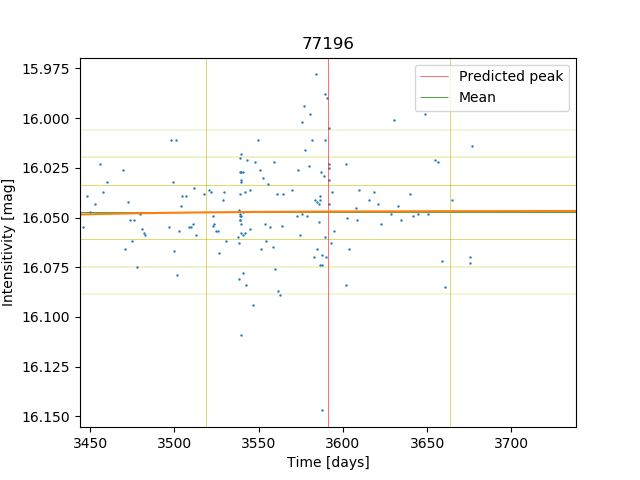 77196
Predicted peak
Mean
15.975
16.000
16.025
16.050
16.075
16.100
16.125
16.150
Intensitivity [mag]
3450 3500 3550 3600 3650 3700
Time [days]